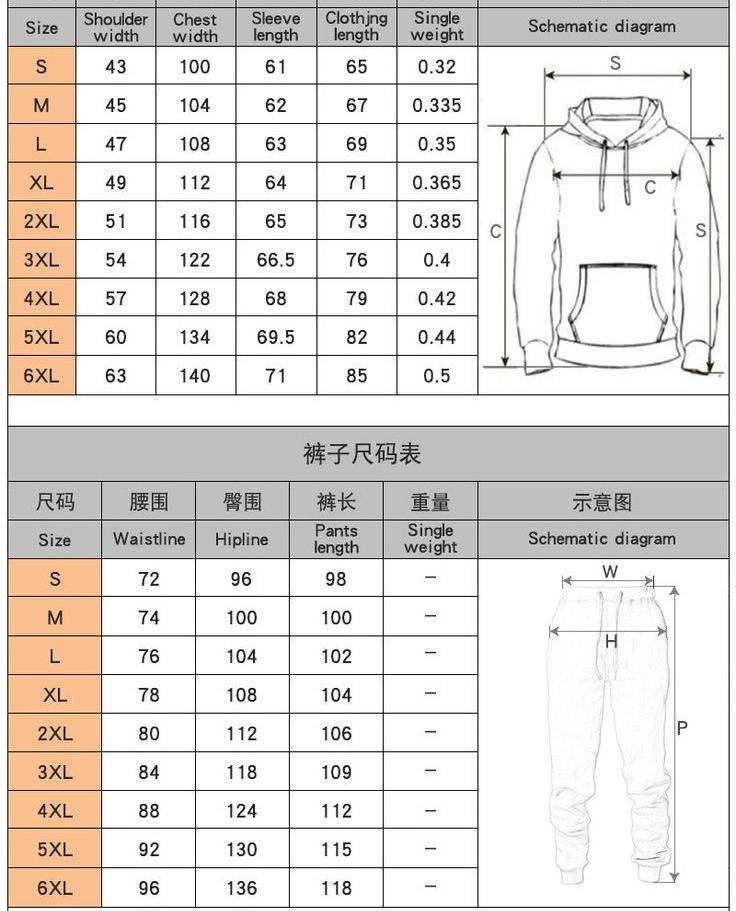 Size Shoulder width Chest width Sleeve length Clothjng length Single weight Schematic diagram
S 43 100 61 65 0.32
M 45 104 62 67 0.335
L 47 108 63 69 0.35
XL 49 112 64 71 0.365
2XL 51 116 65 73 0.385
3XL 54 122 66.5 76 0.4
4XL 57 128 68 79 0.42
5XL 60 134 69.5 82 0.44
6XL 63 140 71 85 0.5
S
C
C
S
裤子尺码表
尺码 腰围 臀围 裤长 重量 示意图
Size Waistline Hipline Pants length Single weight Schematic diagram
S 72 96 98 —
M 74 100 100 —
L 76 104 102 —
XL 78 108 104 —
2XL 80 112 106 —
3XL 84 118 109 —
4XL 88 124 112 —
5XL 92 130 115 —
6XL 96 136 118 —
W
H
P